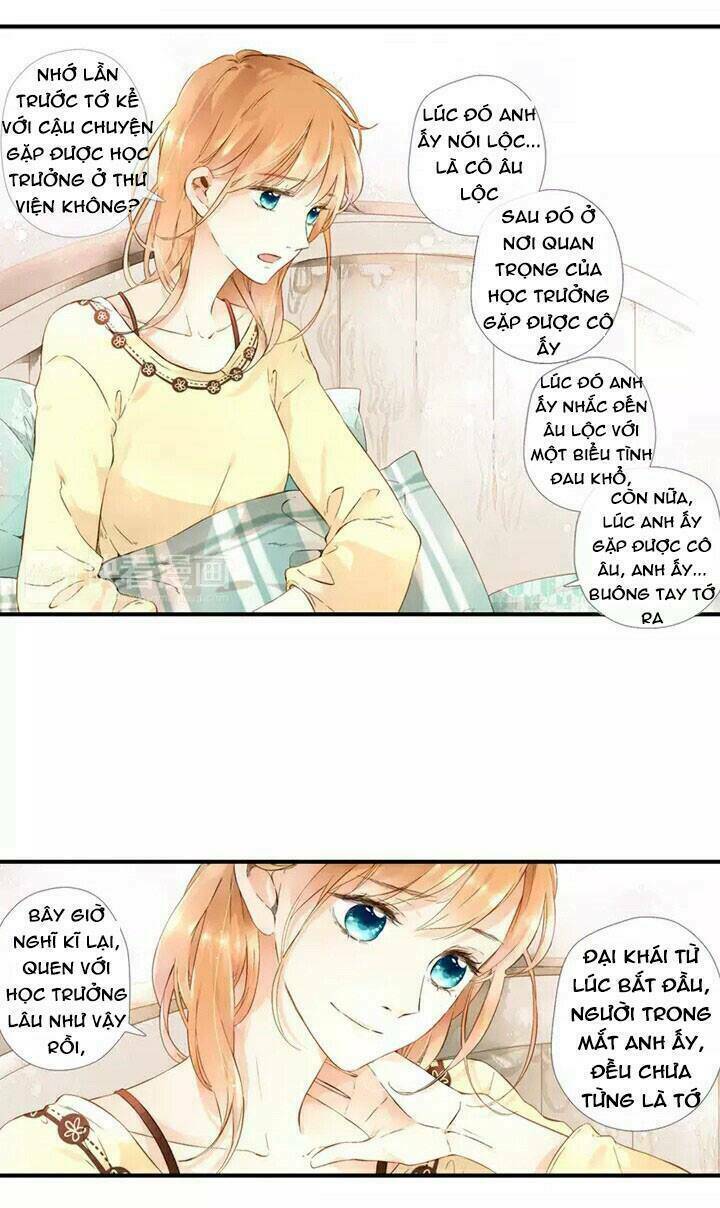 NHỚ LẦN
TRƯỚC TỚ KỂ
VỚI CẬU CHUYỆN
GẶP ĐƯỢC HỌC
TRƯỞNG Ở THƯ
VIỆN KHÔNG?
LÚC ĐÓ ANH
ẤY NÓI LỘC...
LÀ CÔ ÂU
LỘC
SAU ĐÓ Ở
NƠI QUAN
TRỌNG CỦA
HỌC TRƯỞNG
GẶP ĐƯỢC CÔ
ẤY
LÚC ĐÓ ANH
ẤY NHẮC ĐẾN
ÂU LỘC VỚI
MỘT BIỂU TÌNH
ĐAU KHỔ,
CÒN NỮA,
LÚC ANH ẤY
GẶP ĐƯỢC CÔ
ÂU, ANH ẤY...
BUÔNG TAY TỚ
RA
看漫画
BÂY GIỜ
NGHĨ KĨ LẠI,
QUEN VỚI
HỌC TRƯỞNG
LÂU NHƯ VẬY
RỒI,
ĐẠI KHÁI TỪ
LÚC BẮT ĐẦU,
NGƯỜI TRONG
MẮT ANH ẤY,
ĐỀU CHƯA
TỪNG LÀ TỚ